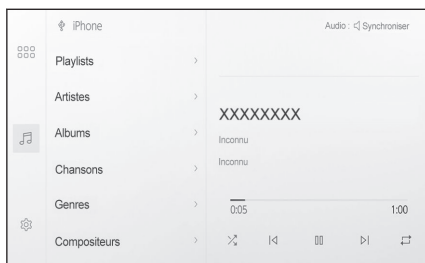 iPhone
Audio : Synchroniser
Playlists
Artistes
Albums
Chansons
Genres
Compositeurs
XXXXXXXX
Inconnu
Inconnu
0:05
1:00